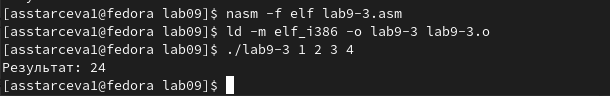 [asstarceva1@fedora lab09]$ nasm -f elf lab9-3.asm
[asstarceva1@fedora lab09]$ ld -m elf_i386 -o lab9-3 lab9-3.o
[asstarceva1@fedora lab09]$ ./lab9-3 1 2 3 4
Результат: 24
[asstarceva1@fedora lab09]$